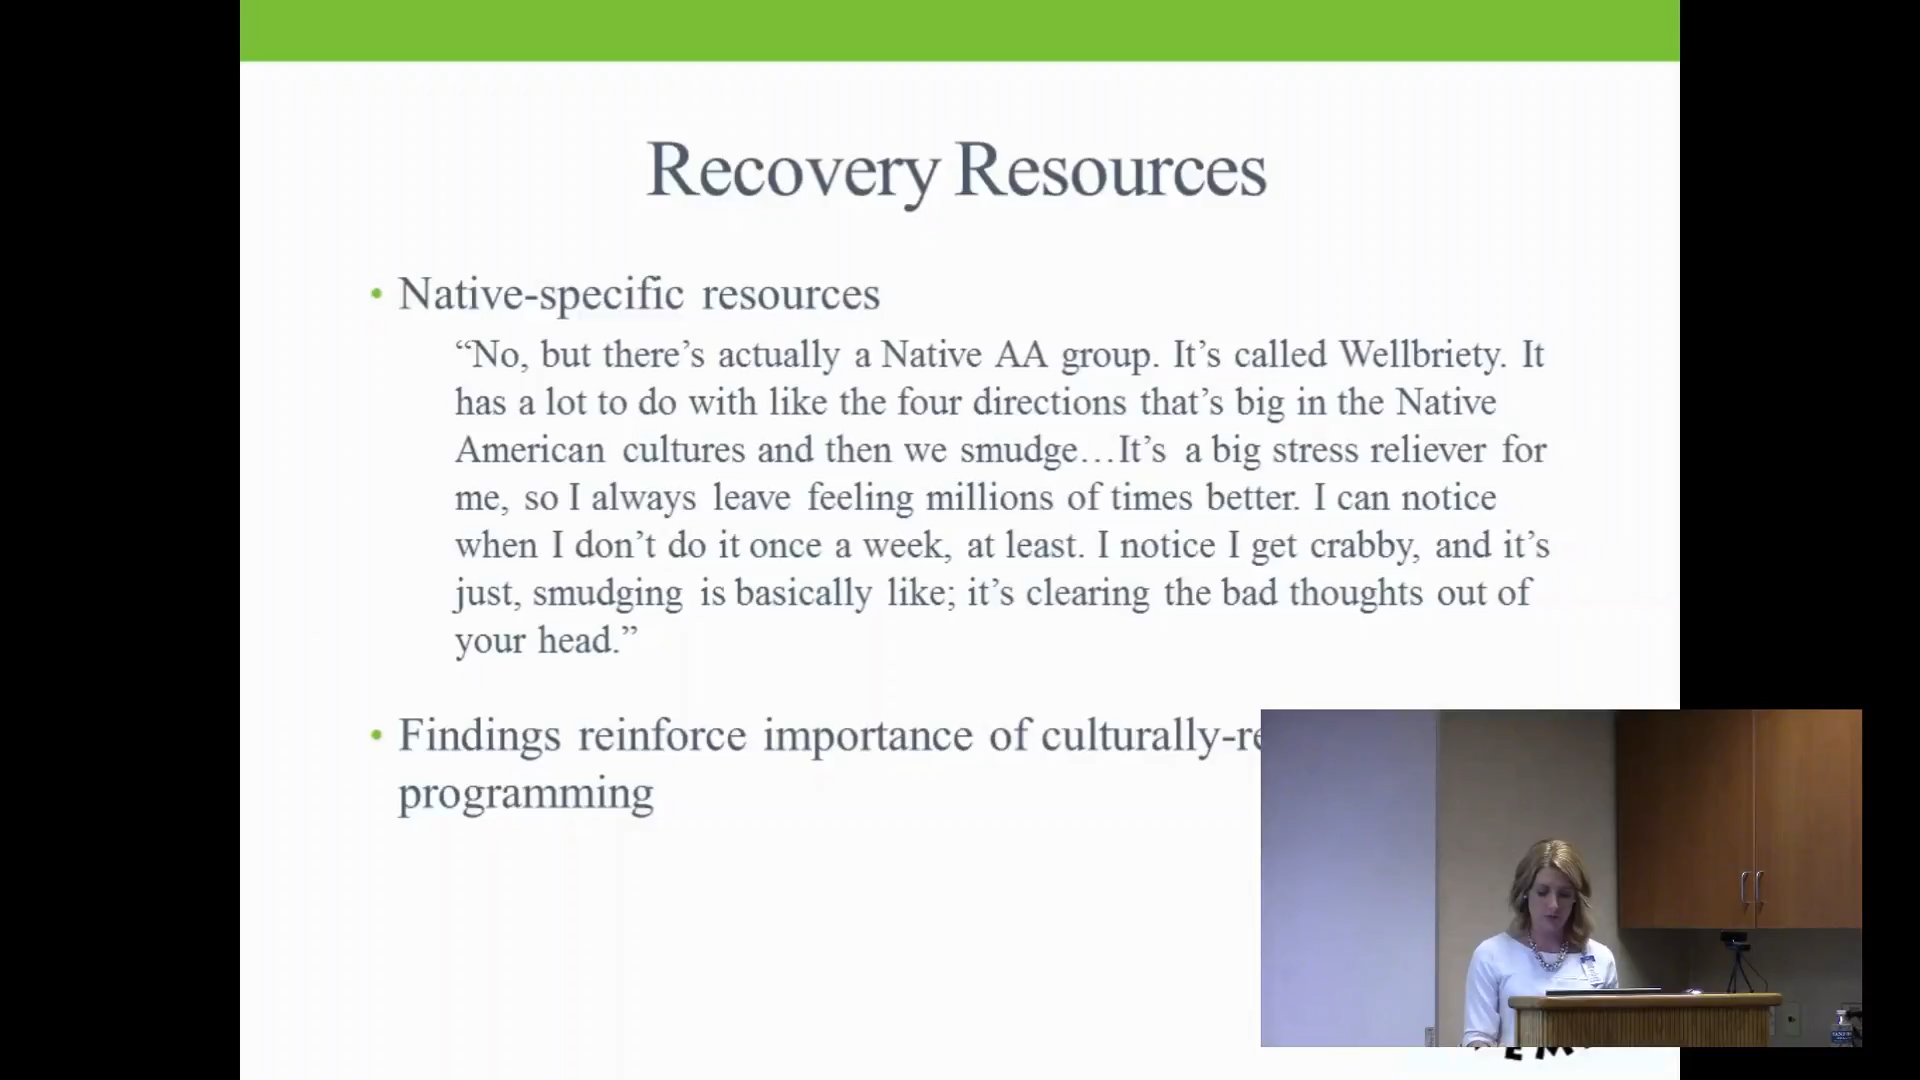 Recovery Resources
• Native-specific resources
“No, but there’s actually a Native AA group. It’s called Wellbriety. It
has a lot to do with like the four directions that’s big in the Native
American cultures and then we smudge…It’s a big stress reliever for
me, so I always leave feeling millions of times better. I can notice
when I don’t do it once a week, at least. I notice I get crabby, and it’s
just, smudging is basically like; it’s clearing the bad thoughts out of
your head.”
• Findings reinforce importance of
programming